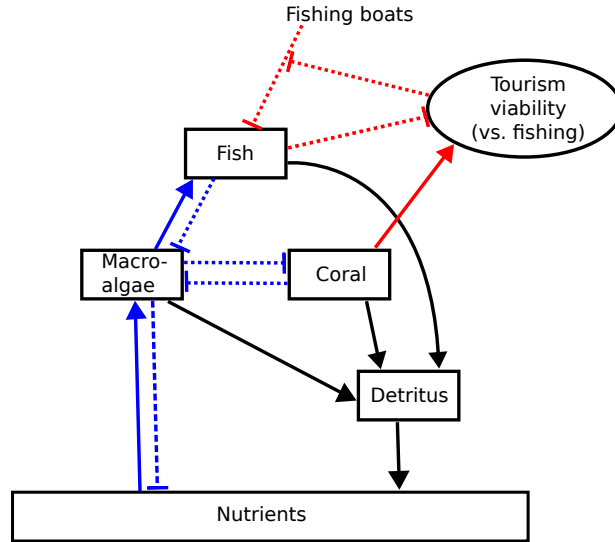 Fishing boats
Tourism
viability
(vs. fishing)
Fish
Macro-
algae
Coral
Detritus
Nutrients